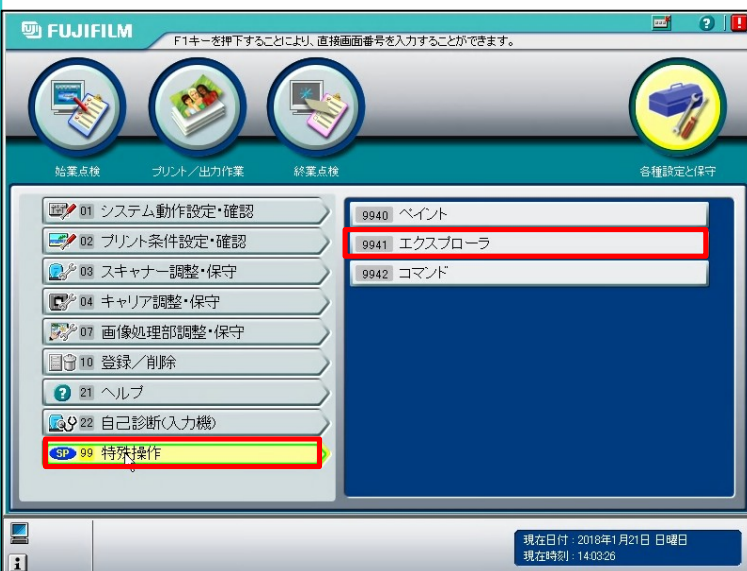 FUJIFILM
F1キーを押下することにより、直接画面番号を入力することができます。
始業点検
プリント／出力作業
終業点検
各種設定と保守
01 システム動作設定・確認
02 プリント条件設定・確認
03 スキャナー調整・保守
04 キャリア調整・保守
07 画像処理部調整・保守
10 登録／削除
21 ヘルプ
22 自己診断(入力機)
SP 99 特殊操作
9940 ペイント
9941 エクスプローラ
9942 コマンド
現在日付：2018年1月21日 日曜日
現在時刻：14:03:26